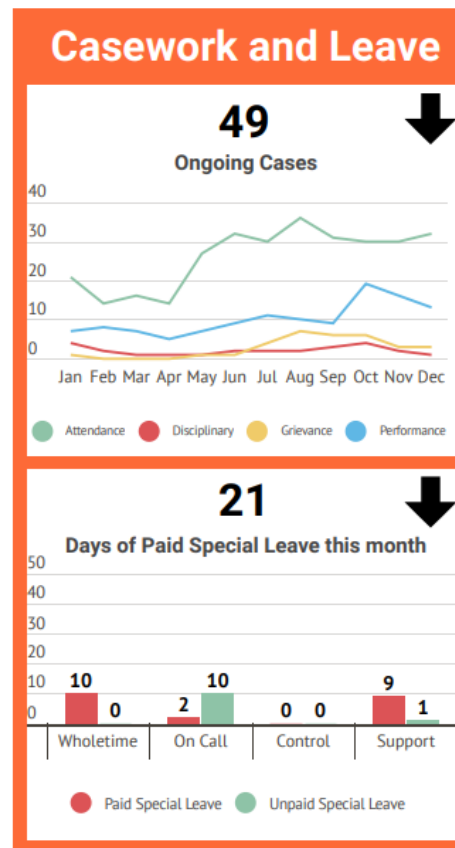 Casework and Leave
49
Ongoing Cases
40
30
20
10
0
Jan Feb Mar Apr May Jun Jul Aug Sep Oct Nov Dec
Attendance Disciplinary Grievance Performance
21
Days of Paid Special Leave this month
50
40
30
20
10
0
10 0 2 10 0 0 9 1
Wholetime On Call Control Support
Paid Special Leave Unpaid Special Leave